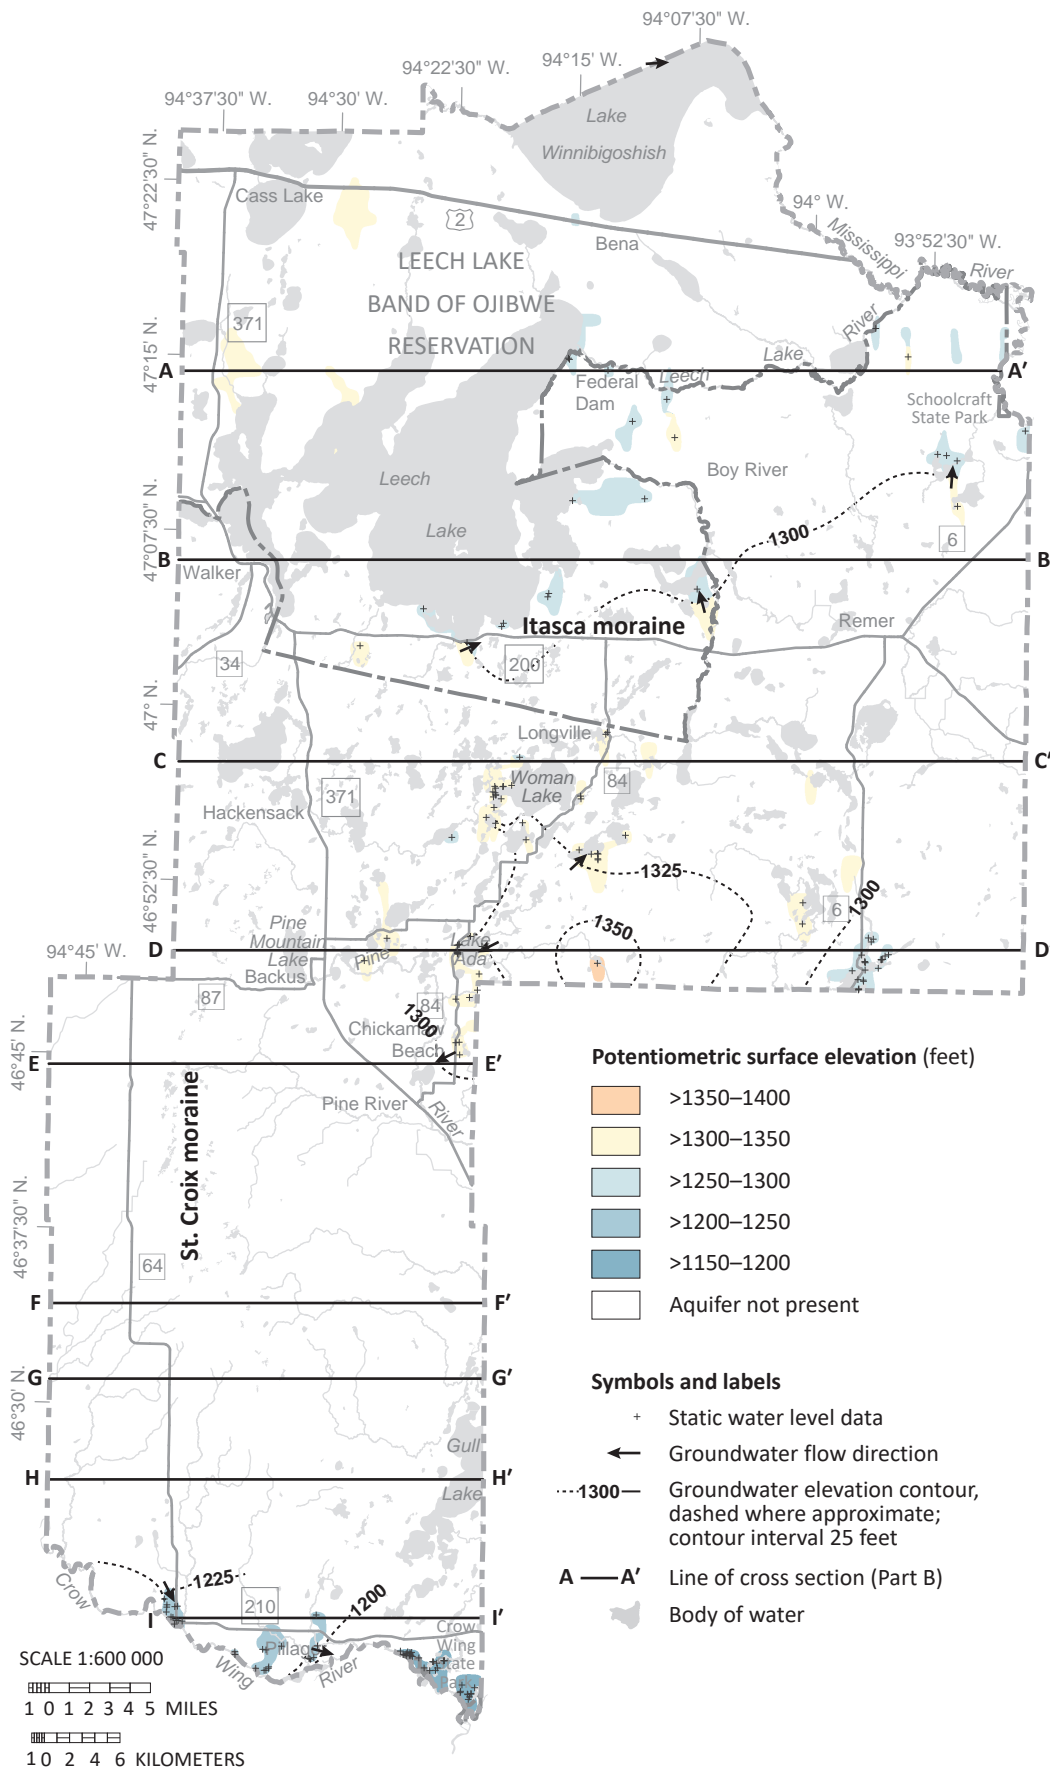 94°07'30" W.
94°15' W.
94°22'30" W.
94°37'30" W.
94°30' W.
Lake
Winnibigoshish
47°22'30" N.
Cass Lake
2
94° W.
Mississippi
93°52'30" W.
River
Bena
LEECH LAKE
BAND OF OJIBWE
RESERVATION
371
River
47°15' N.
A
A'
Lake
Leech
Federal
Dam
Schoolcraft
State Park
Leech
Boy River
Lake
1300
6
47°07'30" N.
B
B
Walker
Itasca moraine
Remer
34
200
47° N.
Longville
C
C'
Woman
Lake
84
371
Hackensack
46°52'30" N.
1325
6
1300
Pine
Mountain
Lake
1350
94°45' W.
D
D
Lake
Ada
Pine
Backus
87
84
1300
Chickamaw
Beach
46°45' N.
E
E'
Pine River
River
St. Croix moraine
46°37'30" N.
64
F
F'
G
G'
46°30' N.
Gull
Lake
H
H'
Crow
1225
210
1200
I
I'
Wing
River
Crow
Wing
SCALE 1:600 000
1 0 1 2 3 4 5 MILES
1 0 2 4 6 KILOMETERS
Potentiometric surface elevation (feet)
>1350–1400
>1300–1350
>1250–1300
>1200–1250
>1150–1200
Aquifer not present
Symbols and labels
Static water level data
Groundwater flow direction
1300 Groundwater elevation contour,
dashed where approximate;
contour interval 25 feet
A A' Line of cross section (Part B)
Body of water